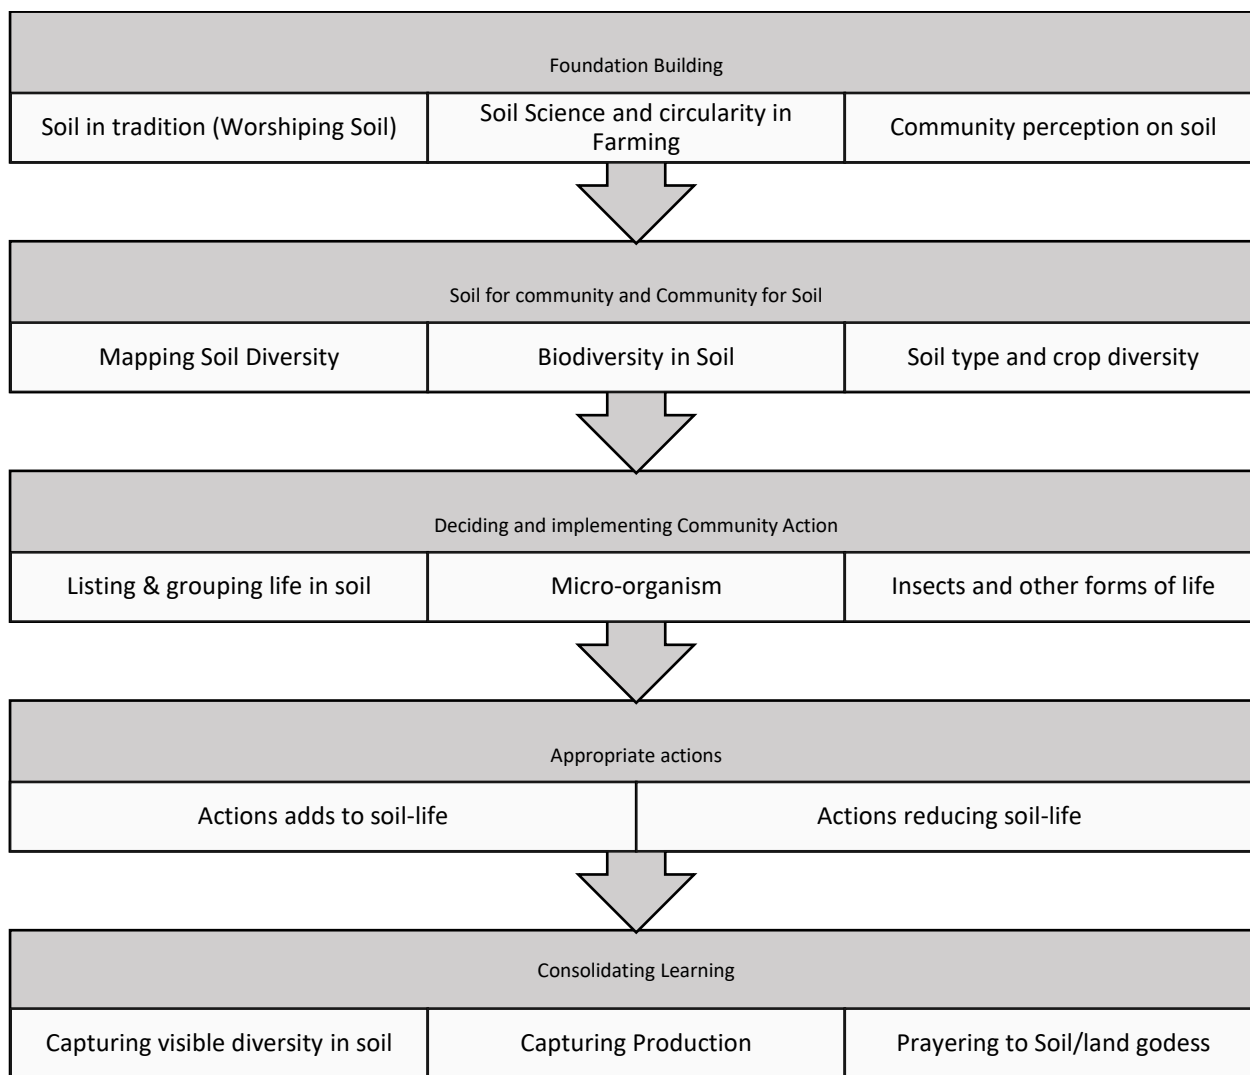 Foundation Building
Soil in tradition (Worshiping Soil)
Soil Science and circularity in
Farming
Community perception on soil
Soil for community and Community for Soil
Mapping Soil Diversity
Biodiversity in Soil
Soil type and crop diversity
Deciding and implementing Community Action
Listing & grouping life in soil
Micro-organism
Insects and other forms of life
Appropriate actions
Actions adds to soil-life
Actions reducing soil-life
Consolidating Learning
Capturing visible diversity in soil
Capturing Production
Prayering to Soil/land godess